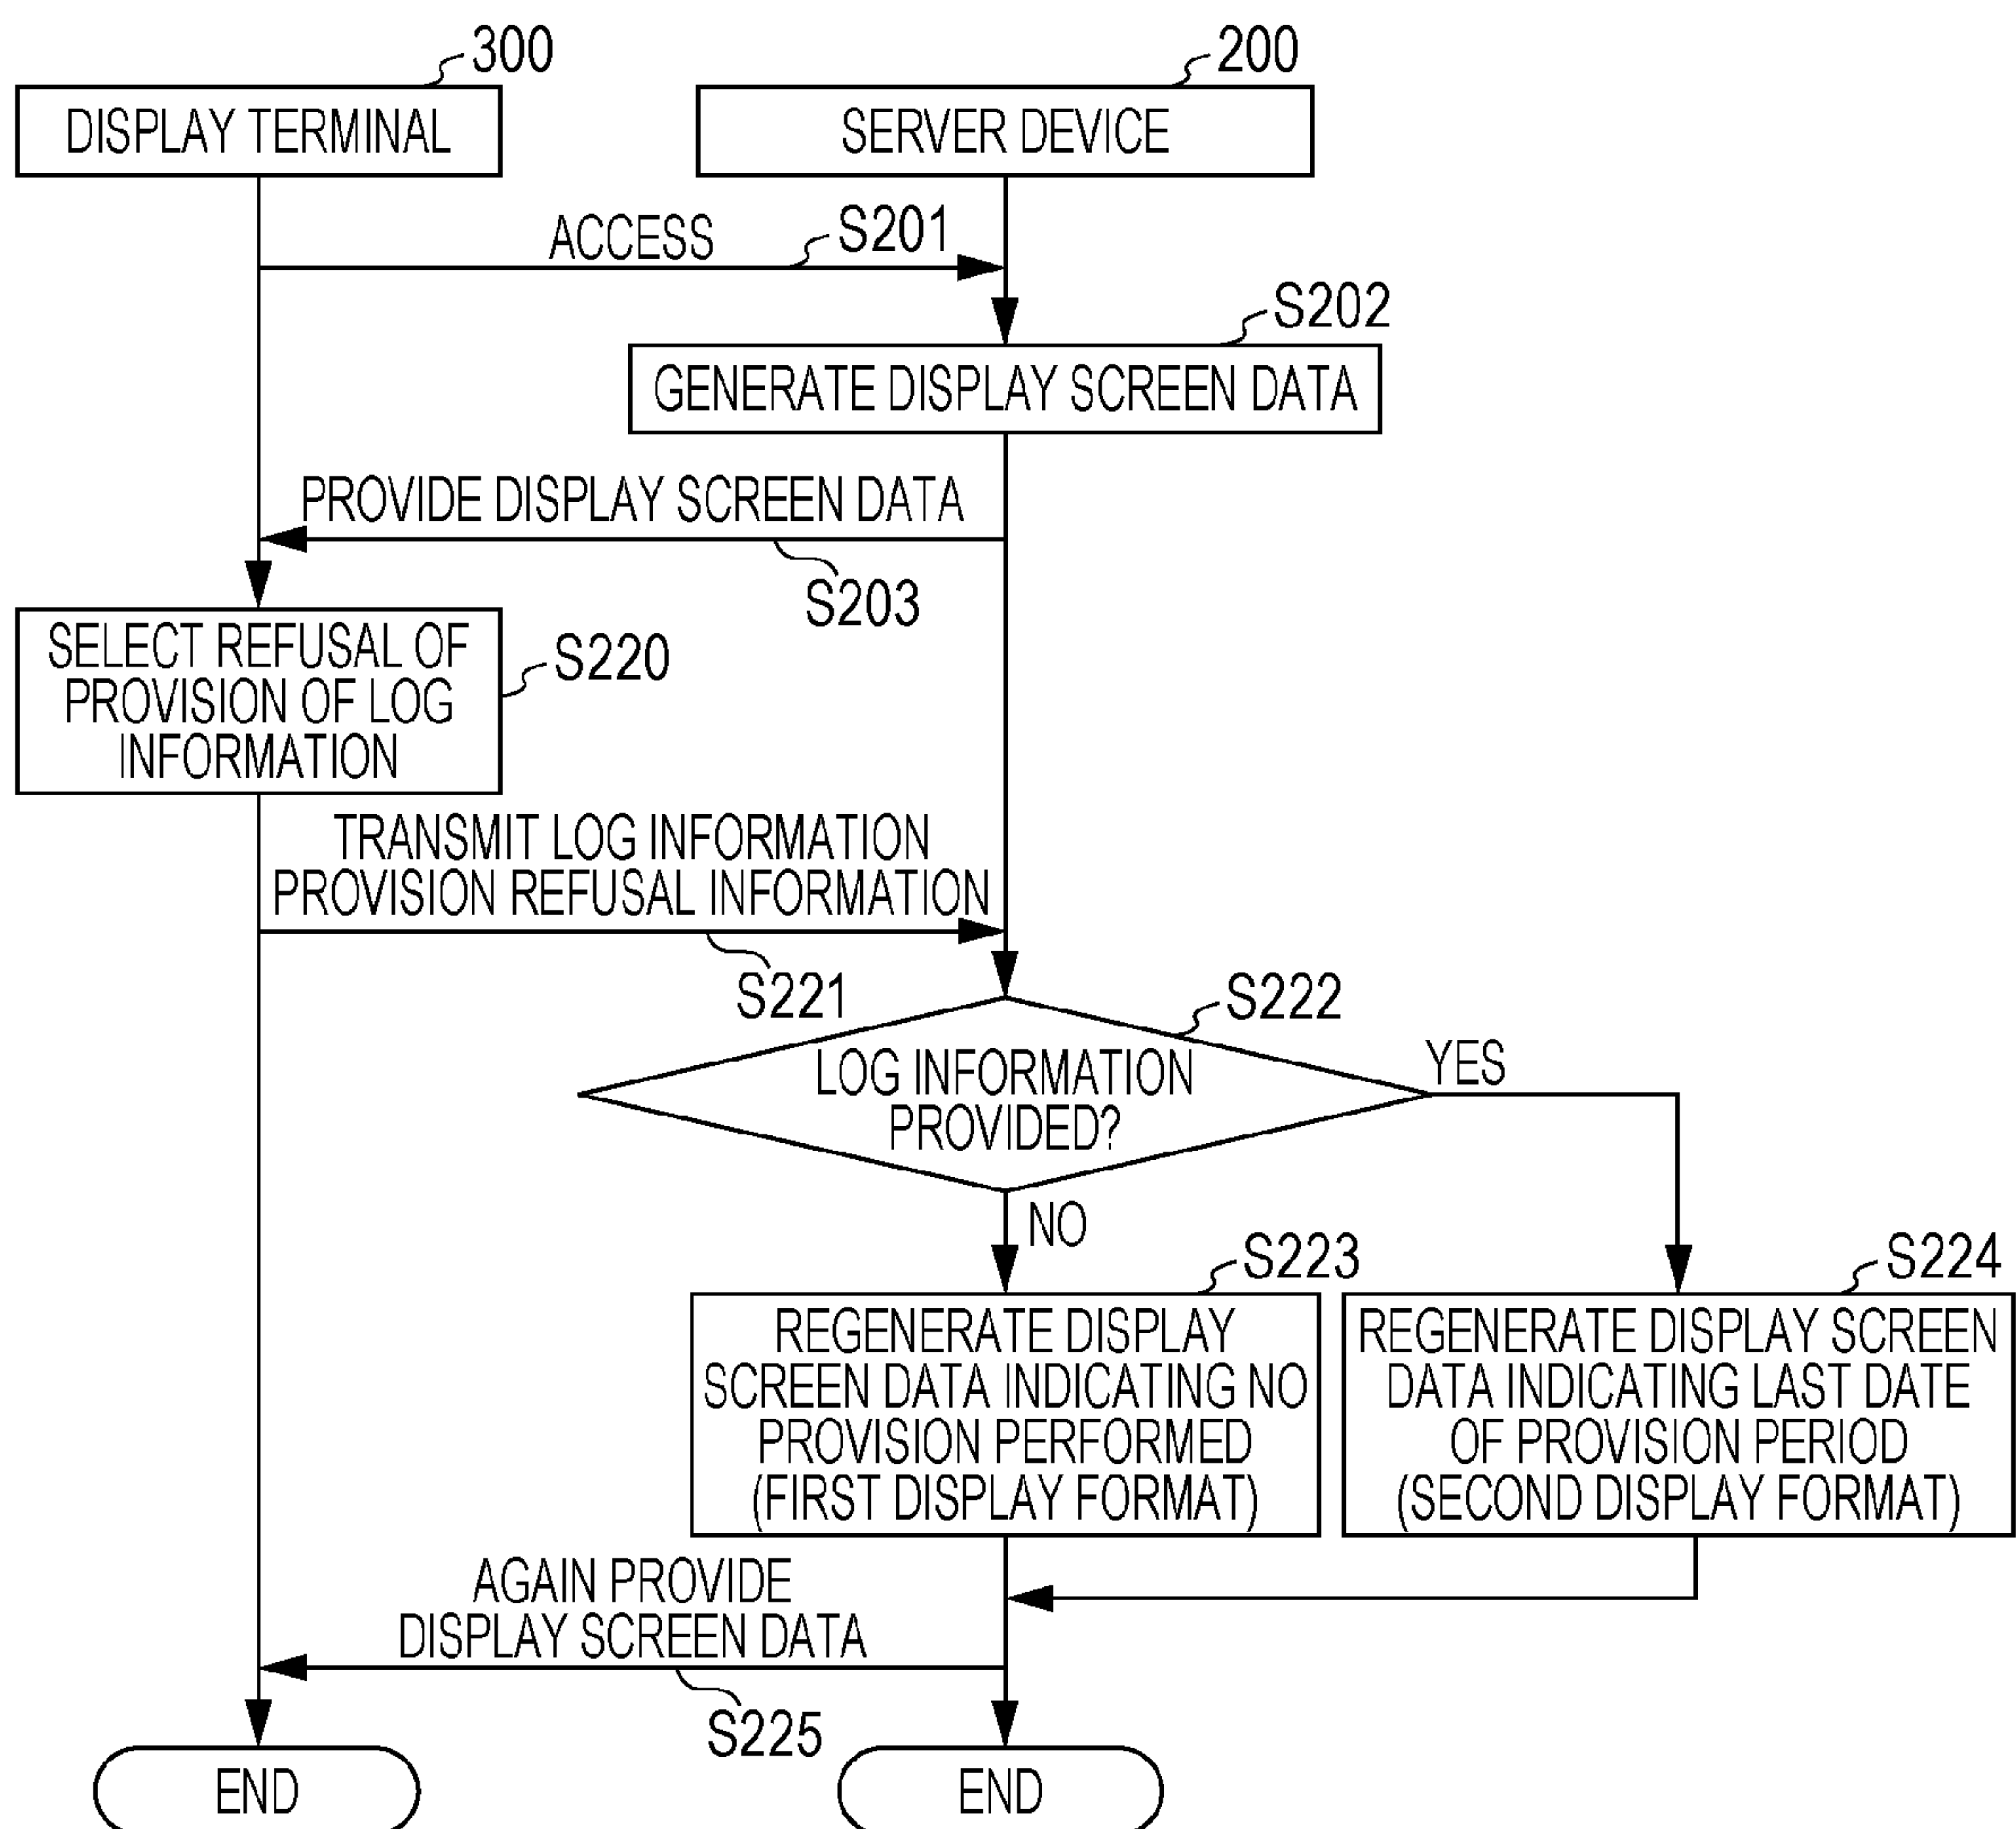 300
200
DISPLAY TERMINAL
SERVER DEVICE
ACCESS
S201
S202
GENERATE DISPLAY SCREEN DATA
PROVIDE DISPLAY SCREEN DATA
S203
SELECT REFUSAL OF
PROVISION OF LOG
INFORMATION
S220
TRANSMIT LOG INFORMATION
PROVISION REFUSAL INFORMATION
S221
S222
LOG INFORMATION
PROVIDED?
YES
NO
S223
REGENERATE DISPLAY
SCREEN DATA INDICATING NO
PROVISION PERFORMED
(FIRST DISPLAY FORMAT)
S224
REGENERATE DISPLAY SCREEN
DATA INDICATING LAST DATE
OF PROVISION PERIOD
(SECOND DISPLAY FORMAT)
AGAIN PROVIDE
DISPLAY SCREEN DATA
S225
END
END